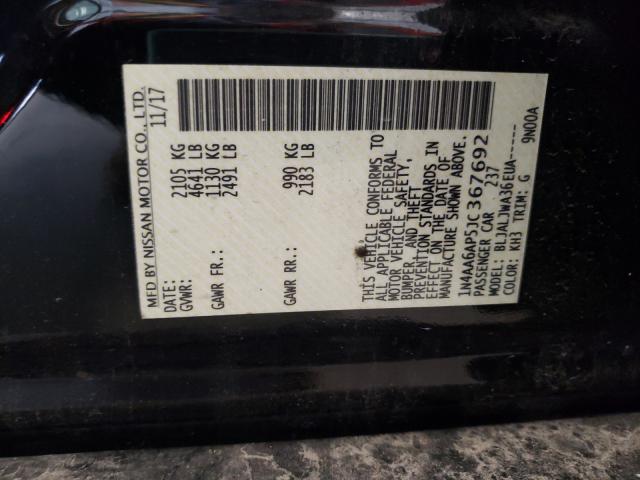 MFD BY NISSAN MOTOR CO., LTD.
DATE: 11/17
GVWR: 2105 KG
4641 LB
GAWR FR: 1130 KG
2491 LB
GAWR RR: 990 KG
2183 LB
THIS VEHICLE CONFORMS TO
ALL APPLICABLE FEDERAL
MOTOR VEHICLE SAFETY,
BUMPER, AND THEFT
PREVENTION STANDARDS IN
EFFECT ON THE DATE OF
MANUFACTURE SHOWN ABOVE.
1N4AA6AP5JC367692
PASSENGER CAR 237
MODEL: BLJALJWA36EUA-----
COLOR: KH3 TRIM: G 9N00A